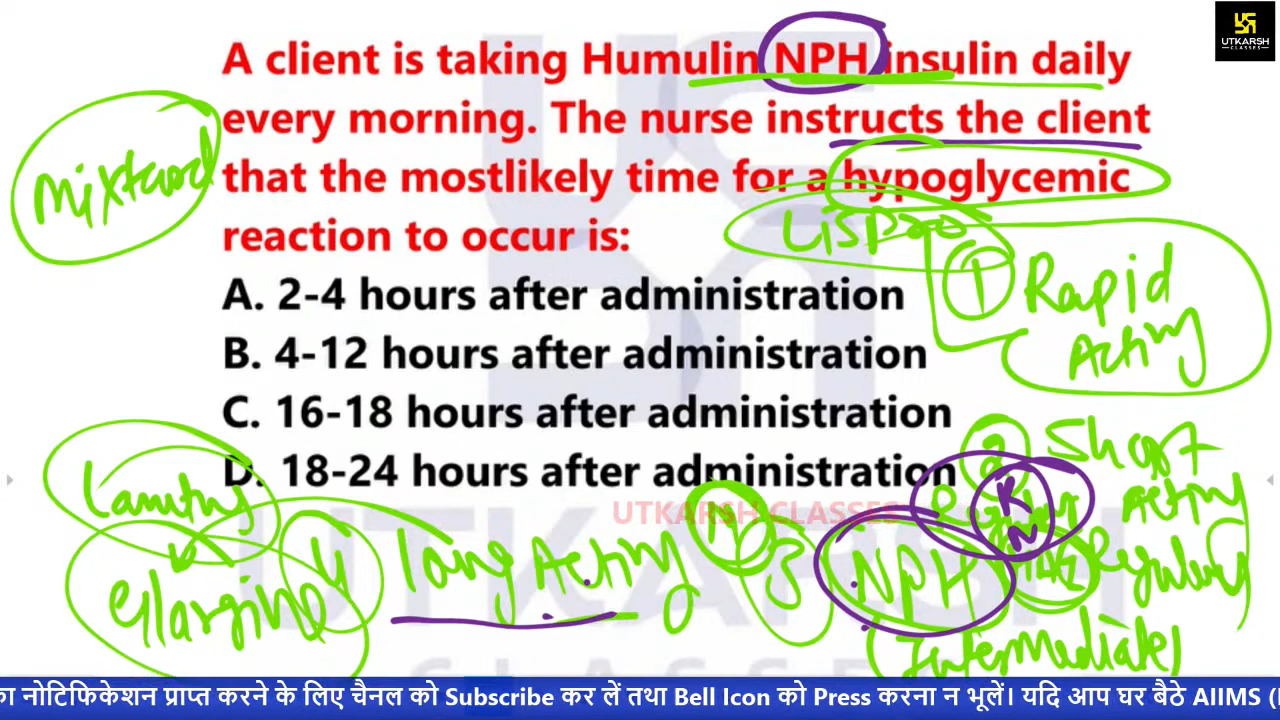 UTKARSH
CLASSES
A client is taking Humulin NPH insulin daily
every morning. The nurse instructs the client
that the mostlikely time for a hypoglycemic
reaction to occur is:
Mixtard
LisPro
A. 2-4 hours after administration
1 Rapid
Acting
B. 4-12 hours after administration
C. 16-18 hours after administration
D. 18-24 hours after administration
2 Short
Acting
Lantus
UTKARSH CLASSES
4 Long Acting
3 NPH
Glargine
Intermediate
का नोटिफिकेशन प्राप्त करने के लिए चैनल को Subscribe कर लें तथा Bell Icon को Press करना न भूलें। यदि आप घर बैठे AIIMS (